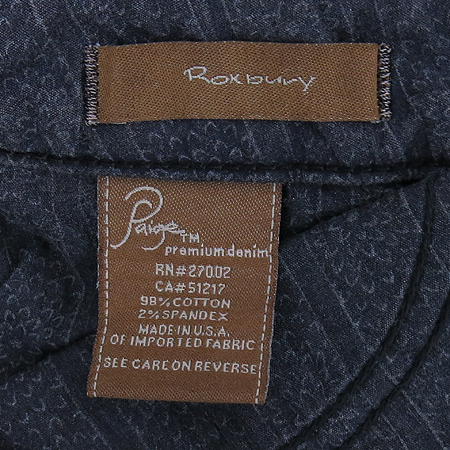 Roxbury
Paige TM
premium denim
RN#27002
CA#51217
98% COTTON
2% SPANDEX
MADE IN U.S.A.
OF IMPORTED FABRIC
SEE CARE ON REVERSE